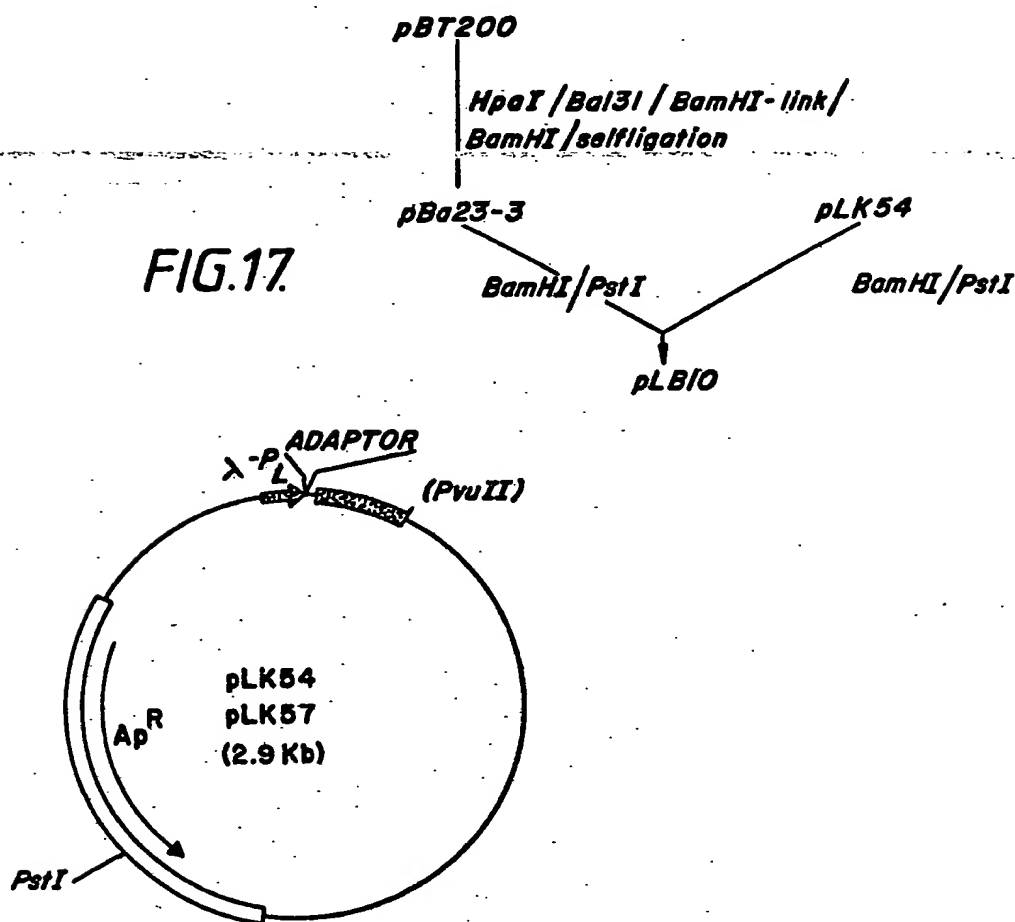 pBT200
HpaI/Bal31/BamHI-link/
BamHI/selfligation
pBa23-3
pLK54
FIG.17.
BamHI/PstI
BamHI/PstI
pLB10
λ-PL
ADAPTOR
(PvuII)
pLK54
pLK57
(2.9 Kb)
ApR
PstI